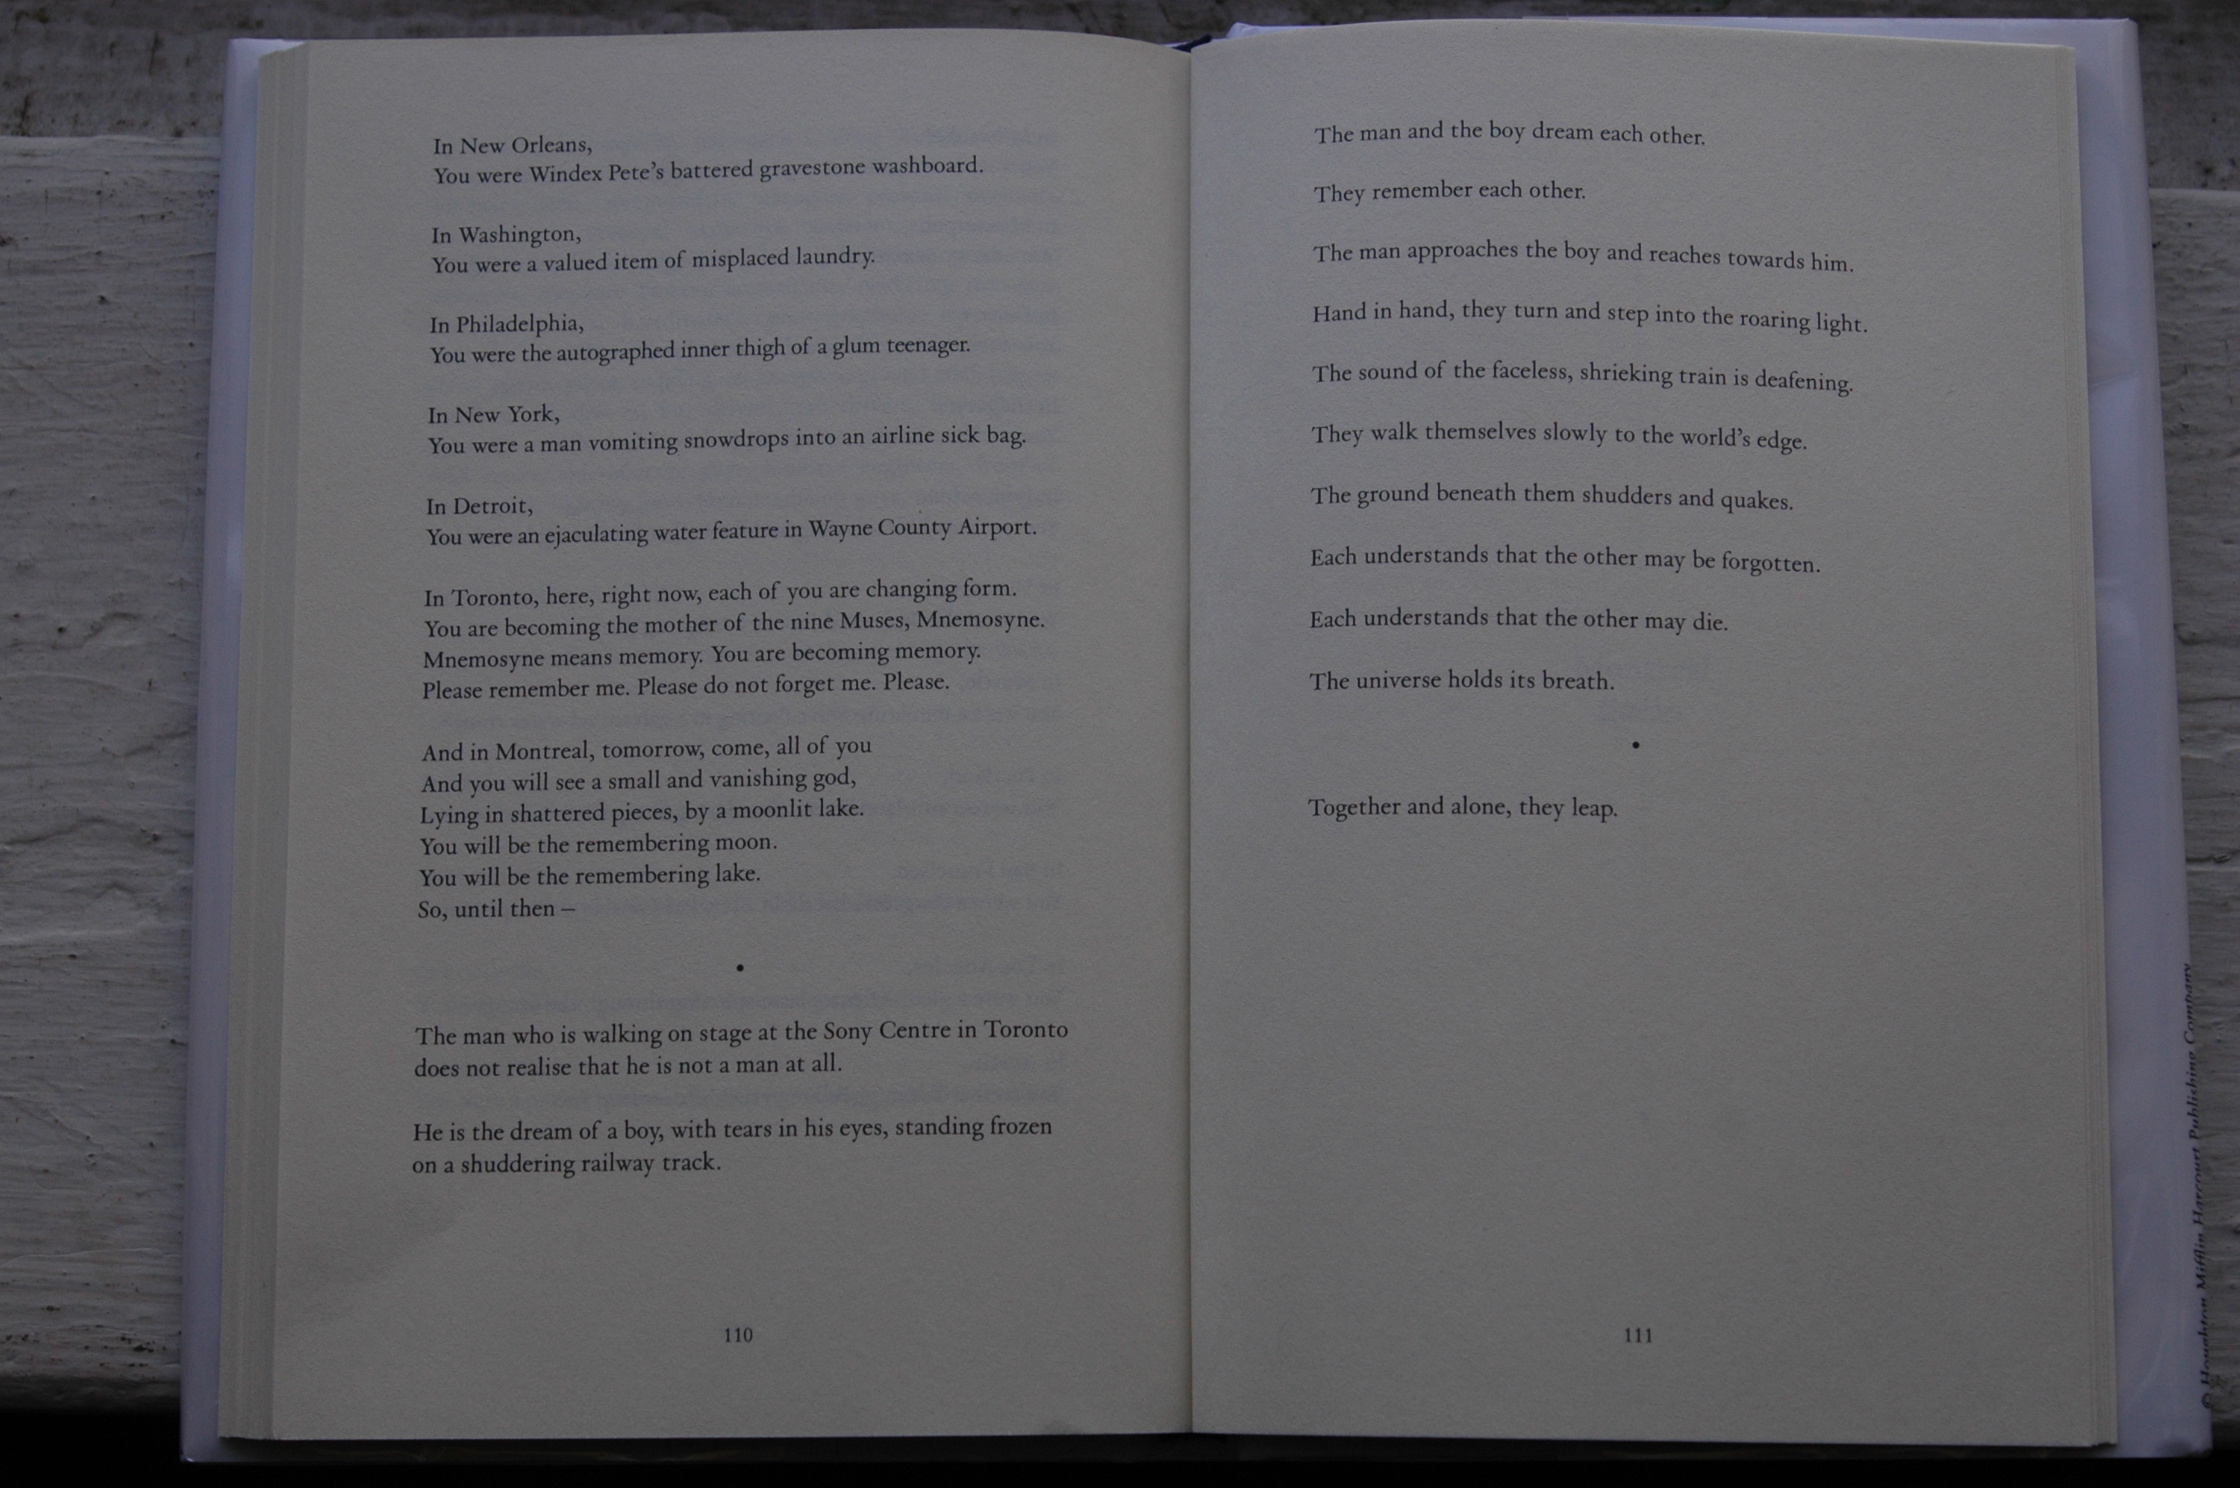 In New Orleans,
You were Windex Pete's battered gravestone washboard.
In Washington,
You were a valued item of misplaced laundry.
In Philadelphia,
You were the autographed inner thigh of a glum teenager.
In New York,
You were a man vomiting snowdrops into an airline sick bag.
In Detroit,
You were an ejaculating water feature in Wayne County Airport.
In Toronto, here, right now, each of you are changing form.
You are becoming the mother of the nine Muses, Mnemosyne.
Mnemosyne means memory. You are becoming memory.
Please remember me. Please do not forget me. Please.
And in Montreal, tomorrow, come, all of you
And you will see a small and vanishing god,
Lying in shattered pieces, by a moonlit lake.
You will be the remembering moon.
You will be the remembering lake.
So, until then –
•
The man who is walking on stage at the Sony Centre in Toronto
does not realise that he is not a man at all.
He is the dream of a boy, with tears in his eyes, standing frozen
on a shuddering railway track.
110
The man and the boy dream each other.
They remember each other.
The man approaches the boy and reaches towards him.
Hand in hand, they turn and step into the roaring light.
The sound of the faceless, shrieking train is deafening.
They walk themselves slowly to the world's edge.
The ground beneath them shudders and quakes.
Each understands that the other may be forgotten.
Each understands that the other may die.
The universe holds its breath.
•
Together and alone, they leap.
111
© Houghton Mifflin Harcourt Publishing Company